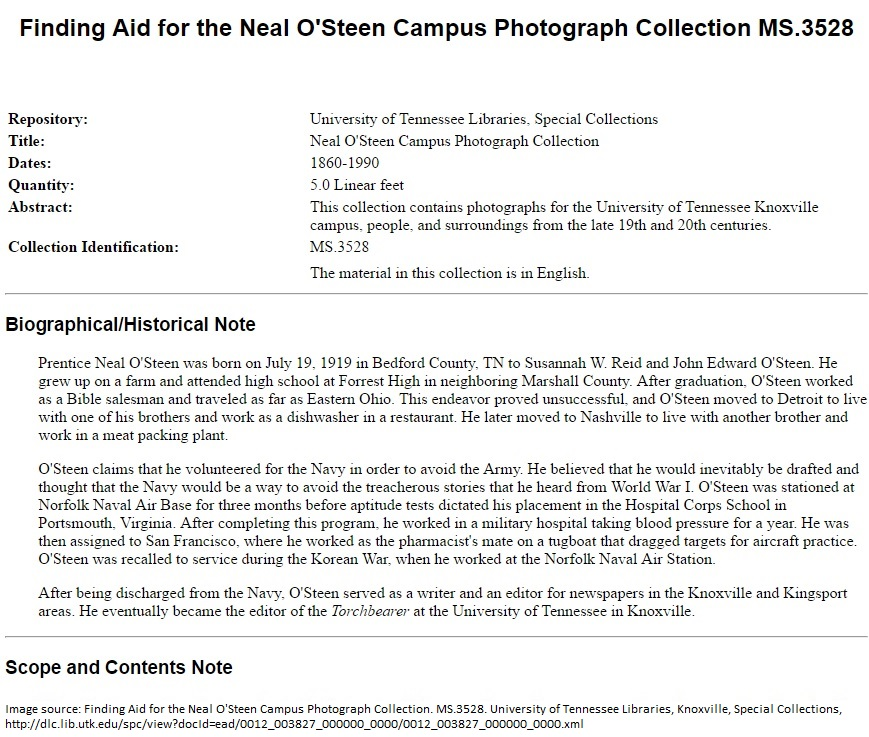 Finding Aid for the Neal O'Steen Campus Photograph Collection MS.3528
Repository: University of Tennessee Libraries, Special Collections
Title: Neal O'Steen Campus Photograph Collection
Dates: 1860-1990
Quantity: 5.0 Linear feet
Abstract: This collection contains photographs for the University of Tennessee Knoxville
campus, people, and surroundings from the late 19th and 20th centuries.
Collection Identification: MS.3528
The material in this collection is in English.
Biographical/Historical Note
Prentice Neal O'Steen was born on July 19, 1919 in Bedford County, TN to Susannah W. Reid and John Edward O'Steen. He
grew up on a farm and attended high school at Forrest High in neighboring Marshall County. After graduation, O'Steen worked
as a Bible salesman and traveled as far as Eastern Ohio. This endeavor proved unsuccessful, and O'Steen moved to Detroit to live
with one of his brothers and work as a dishwasher in a restaurant. He later moved to Nashville to live with another brother and
work in a meat packing plant.
O'Steen claims that he volunteered for the Navy in order to avoid the Army. He believed that he would inevitably be drafted and
thought that the Navy would be a way to avoid the treacherous stories that he heard from World War I. O'Steen was stationed at
Norfolk Naval Air Base for three months before aptitude tests dictated his placement in the Hospital Corps School in
Portsmouth, Virginia. After completing this program, he worked in a military hospital taking blood pressure for a year. He was
then assigned to San Francisco, where he worked as the pharmacist's mate on a tugboat that dragged targets for aircraft practice.
O'Steen was recalled to service during the Korean War, when he worked at the Norfolk Naval Air Station.
After being discharged from the Navy, O'Steen served as a writer and an editor for newspapers in the Knoxville and Kingsport
areas. He eventually became the editor of the Torchbearer at the University of Tennessee in Knoxville.
Scope and Contents Note
Image source: Finding Aid for the Neal O'Steen Campus Photograph Collection. MS.3528. University of Tennessee Libraries, Knoxville, Special Collections,
http://dlc.lib.utk.edu/spc/view?docId=ead/0012_003827_000000_0000/0012_003827_000000_0000.xml